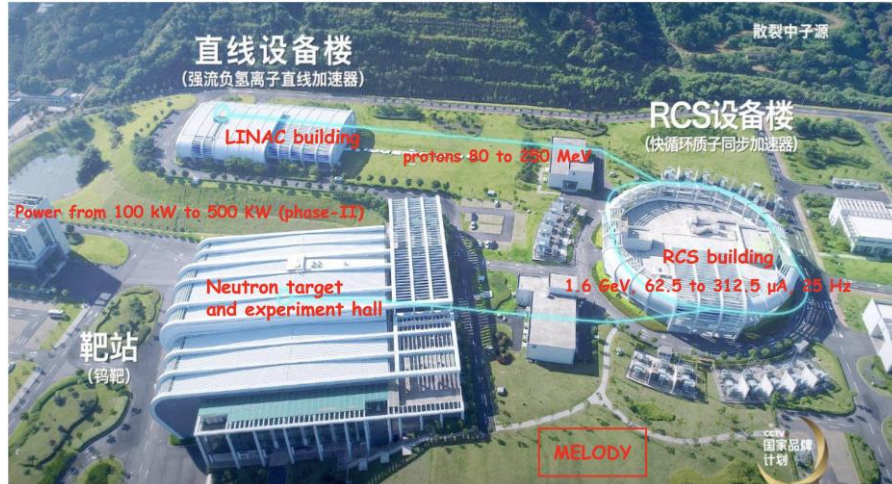 散裂中子源
直线设备楼
(强流负氢离子直线加速器)
RCS设备楼
(快循环质子同步加速器)
LINAC building
protons 80 to 250 MeV
Power from 100 kW to 500 KW (phase-II)
RCS building
Neutron target
and experiment hall
1.6 GeV, 62.5 to 312.5 μA, 25 Hz
靶站
(钨靶)
MELODY
CCTV
国家品牌
计划